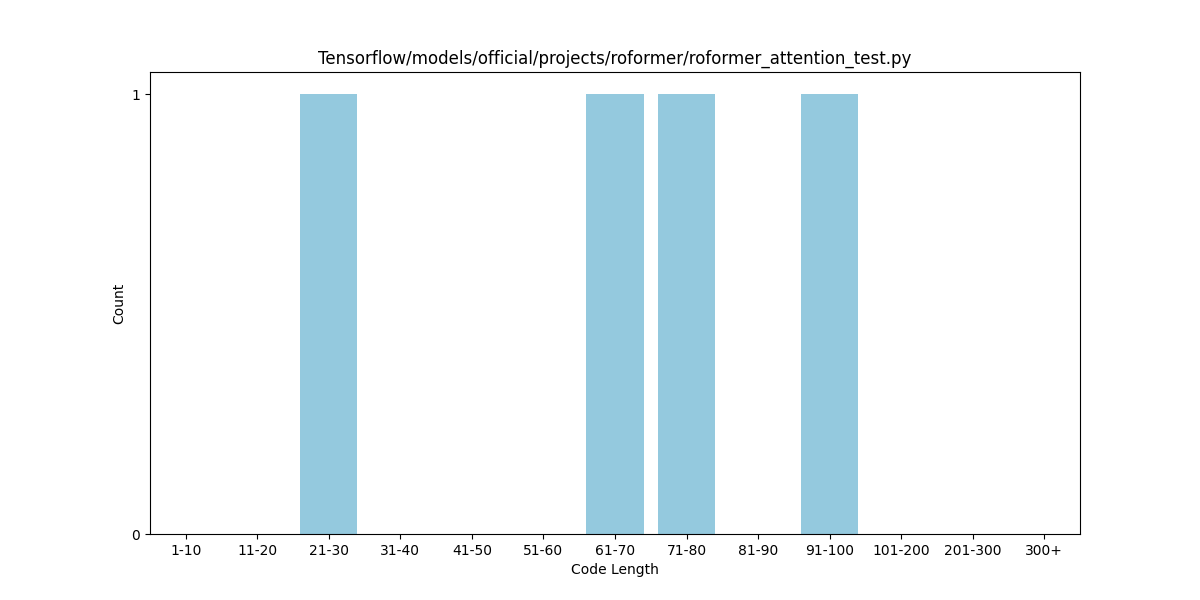 Tensorflow/models/official/projects/roformer/roformer_attention_test.py
1
Count
0
1-10 11-20 21-30 31-40 41-50 51-60 61-70 71-80 81-90 91-100 101-200 201-300 300+
Code Length